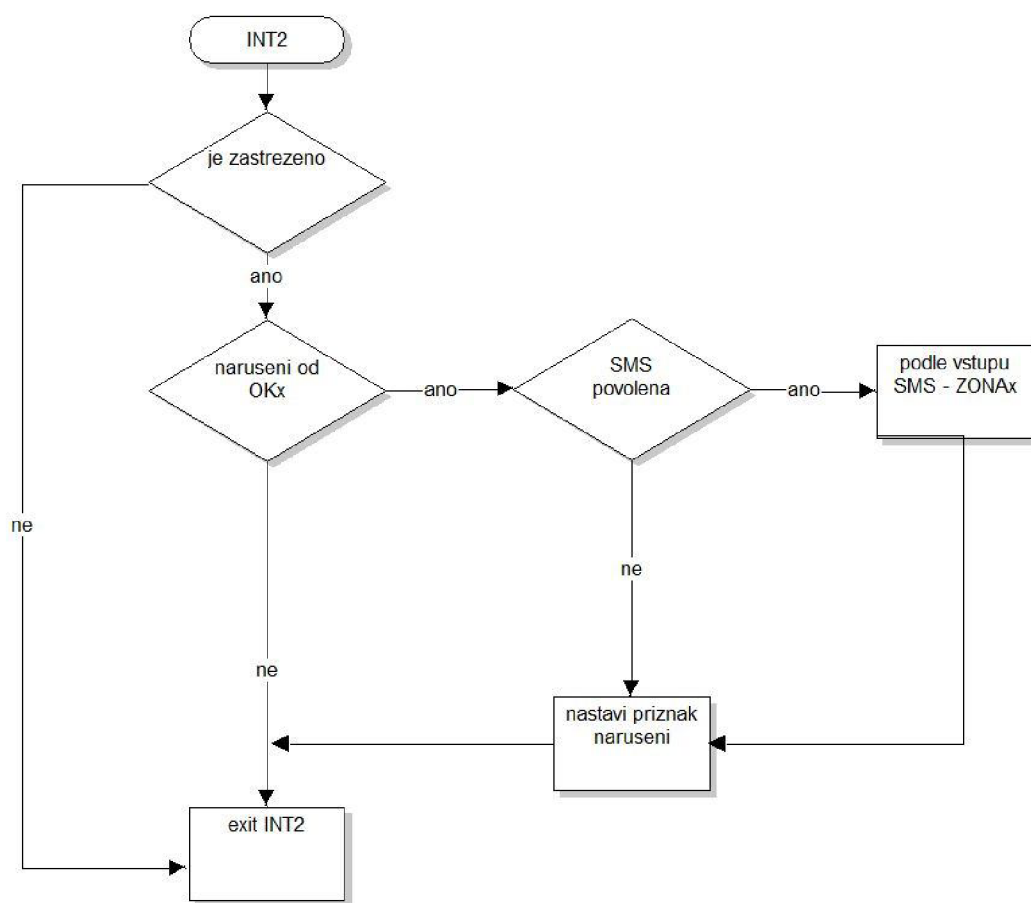 INT2
je zastrezeno
ano
naruseni od
OKx
ano
SMS
povolena
ano
podle vstupu
SMS - ZONAx
ne
ne
ne
nastavi priznak
naruseni
exit INT2